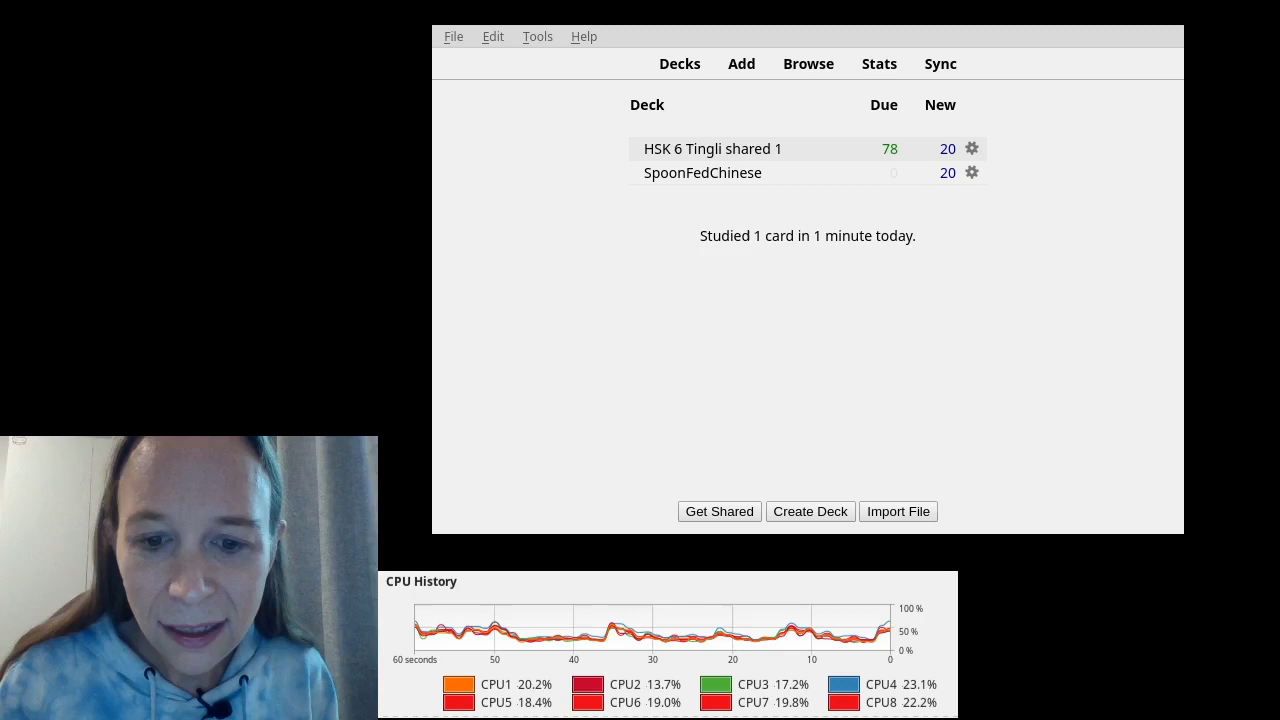 File Edit Tools Help
Decks Add Browse Stats Sync
Deck Due New
HSK 6 Tingli shared 1 78 20
SpoonFedChinese 0 20
Studied 1 card in 1 minute today.
Get Shared Create Deck Import File
CPU History
100 %
50 %
0 %
60 seconds 50 40 30 20 10 0
CPU1 20.2% CPU2 13.7% CPU3 17.2% CPU4 23.1%
CPU5 18.4% CPU6 19.0% CPU7 19.8% CPU8 22.2%